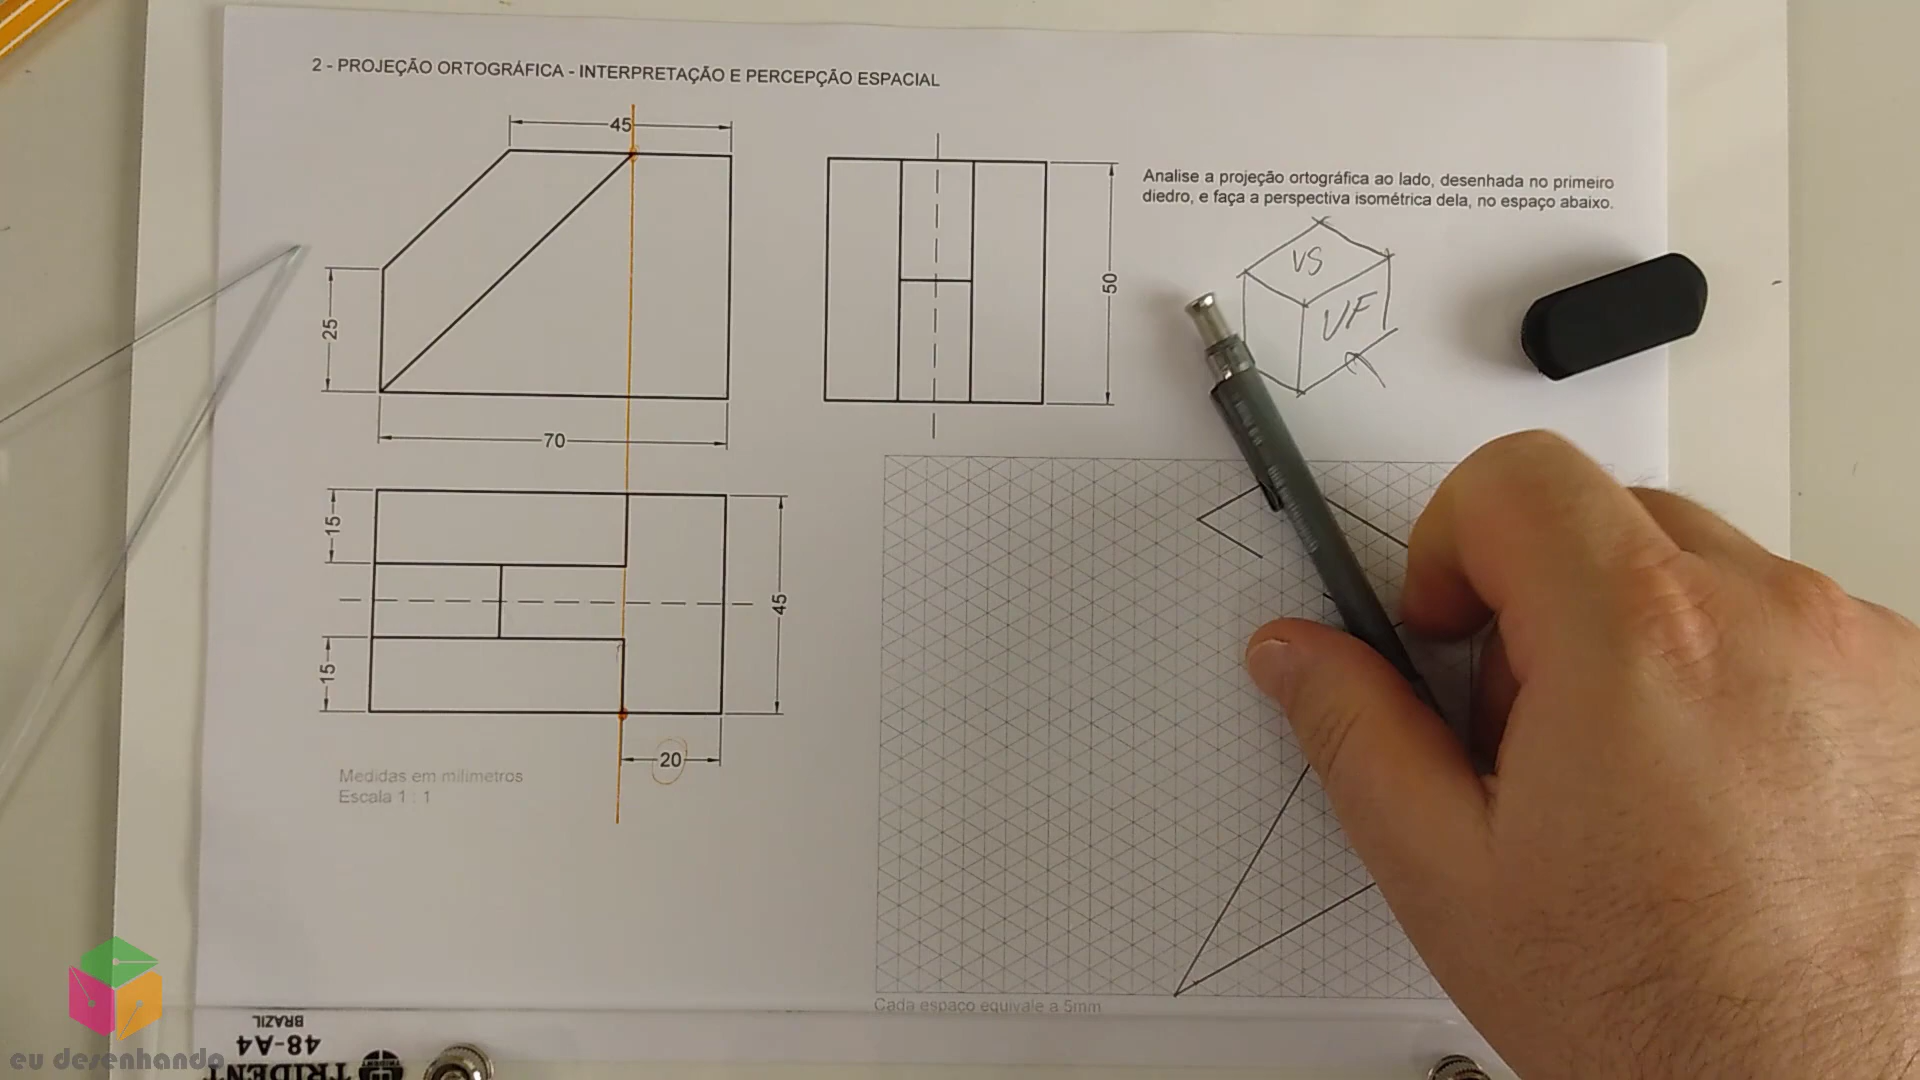 2 - PROJEÇÃO ORTOGRÁFICA - INTERPRETAÇÃO E PERCEPÇÃO ESPACIAL
45
25
70
50
Analise a projeção ortográfica ao lado, desenhada no primeiro
diedro, e faça a perspectiva isométrica dela, no espaço abaixo.
VS
VF
15
15
45
20
Medidas em milímetros
Escala 1 : 1
Cada espaço equivale a 5mm
BRAZIL
48-A4
TRIDENT
eu desenhando